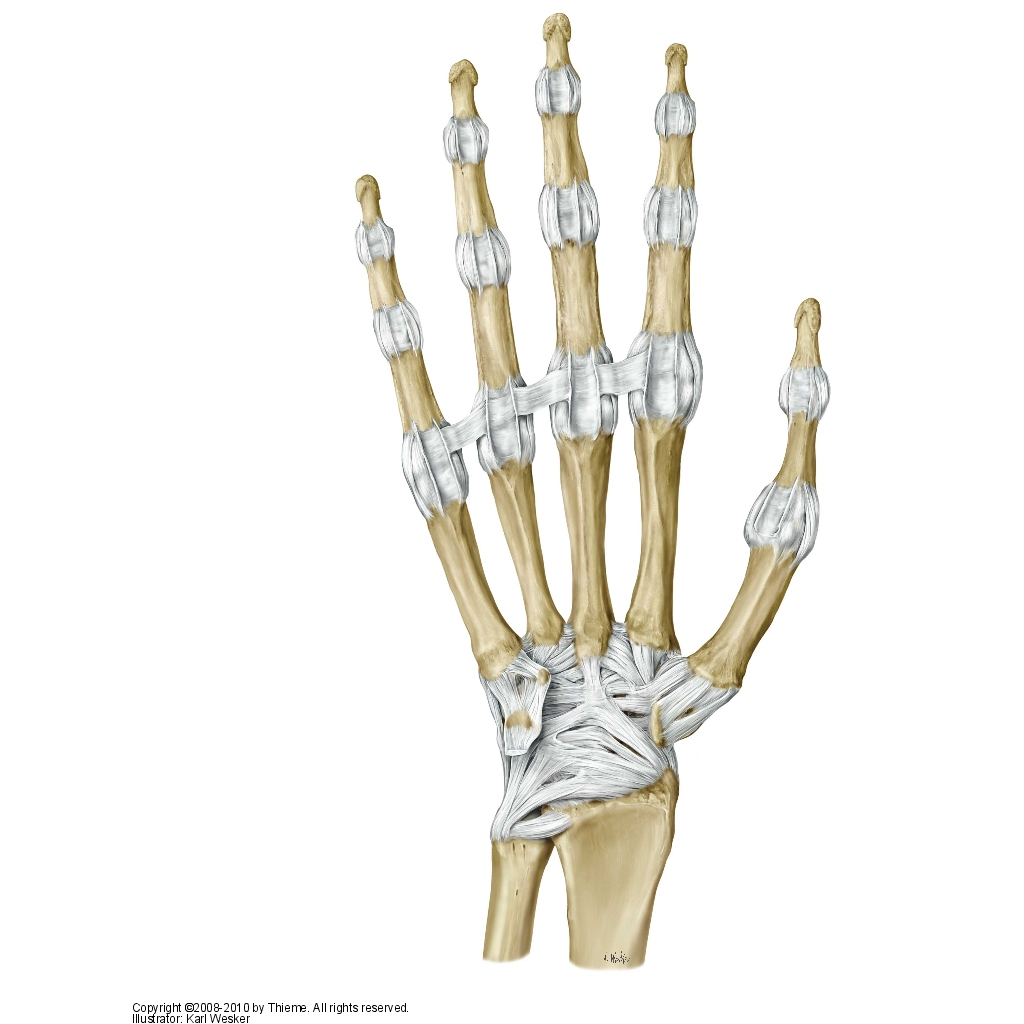 Copyright ©2008-2010 by Thieme. All rights reserved.
Illustrator: Karl Wesker